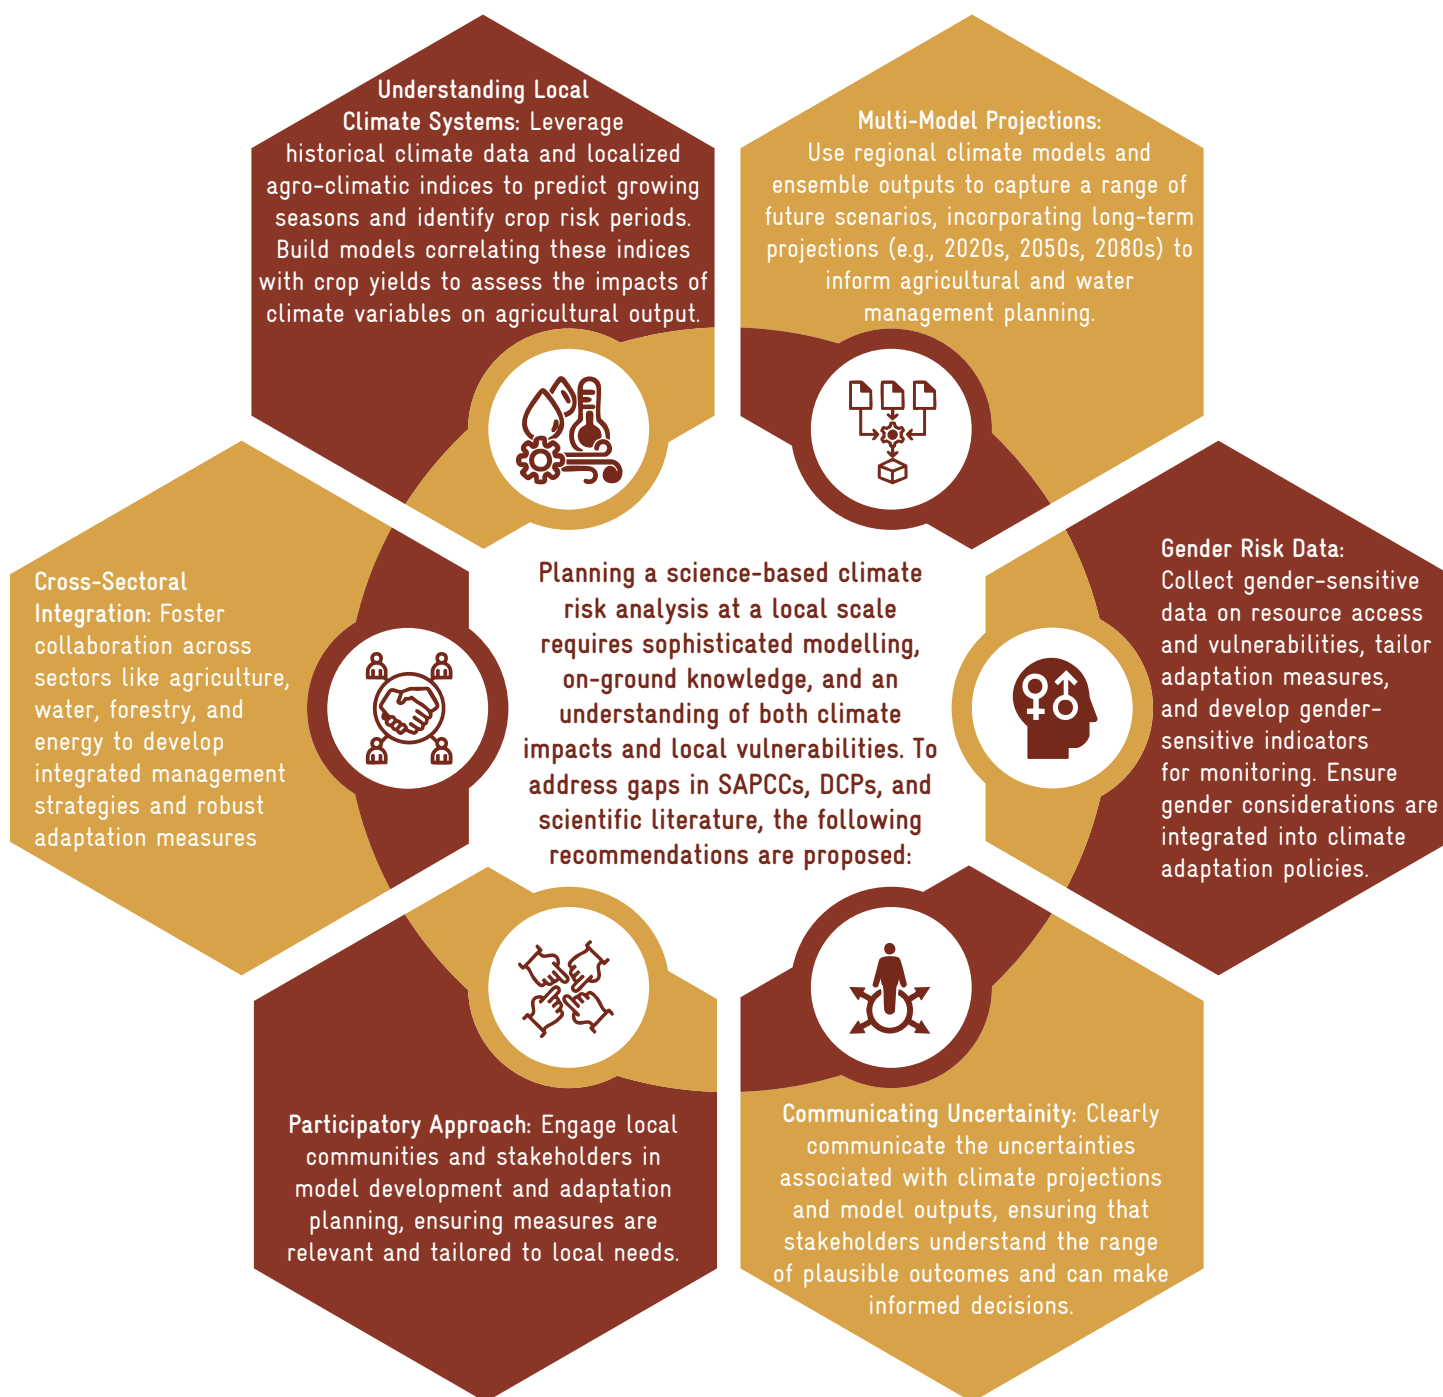 Understanding Local
Climate Systems: Leverage
historical climate data and localized
agro-climatic indices to predict growing
seasons and identify crop risk periods.
Build models correlating these indices
with crop yields to assess the impacts of
climate variables on agricultural output.
Multi-Model Projections:
Use regional climate models and
ensemble outputs to capture a range of
future scenarios, incorporating long-term
projections (e.g., 2020s, 2050s, 2080s) to
inform agricultural and water
management planning.
Cross-Sectoral
Integration: Foster
collaboration across
sectors like agriculture,
water, forestry, and
energy to develop
integrated management
strategies and robust
adaptation measures
Planning a science-based climate
risk analysis at a local scale
requires sophisticated modelling,
on-ground knowledge, and an
understanding of both climate
impacts and local vulnerabilities. To
address gaps in SAPCCs, DCPs, and
scientific literature, the following
recommendations are proposed:
Gender Risk Data:
Collect gender-sensitive
data on resource access
and vulnerabilities, tailor
adaptation measures,
and develop gender-
sensitive indicators
for monitoring. Ensure
gender considerations are
integrated into climate
adaptation policies.
Participatory Approach: Engage local
communities and stakeholders in
model development and adaptation
planning, ensuring measures are
relevant and tailored to local needs.
Communicating Uncertainity: Clearly
communicate the uncertainties
associated with climate projections
and model outputs, ensuring that
stakeholders understand the range
of plausible outcomes and can make
informed decisions.